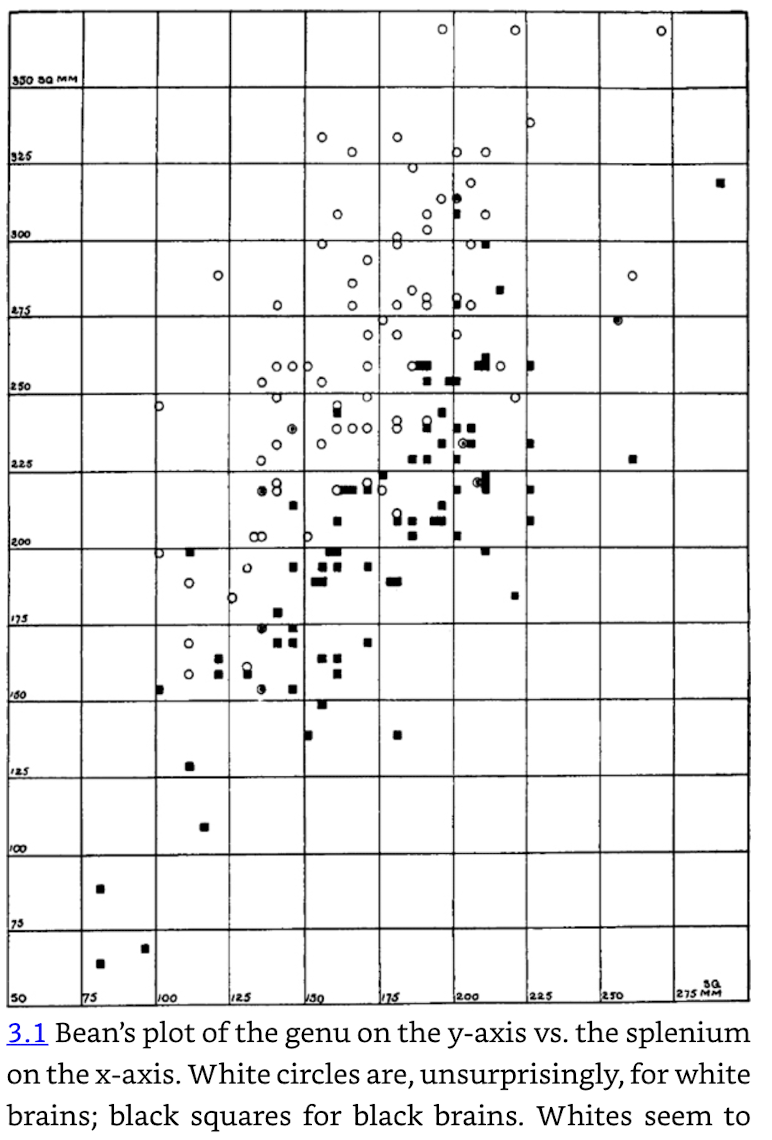 350 SQ MM
325
300
275
250
225
200
175
150
125
100
75
50 75 100 125 150 175 200 225 250 275 SQ MM
3.1 Bean's plot of the genu on the y-axis vs. the splenium
on the x-axis. White circles are, unsurprisingly, for white
brains; black squares for black brains. Whites seem to